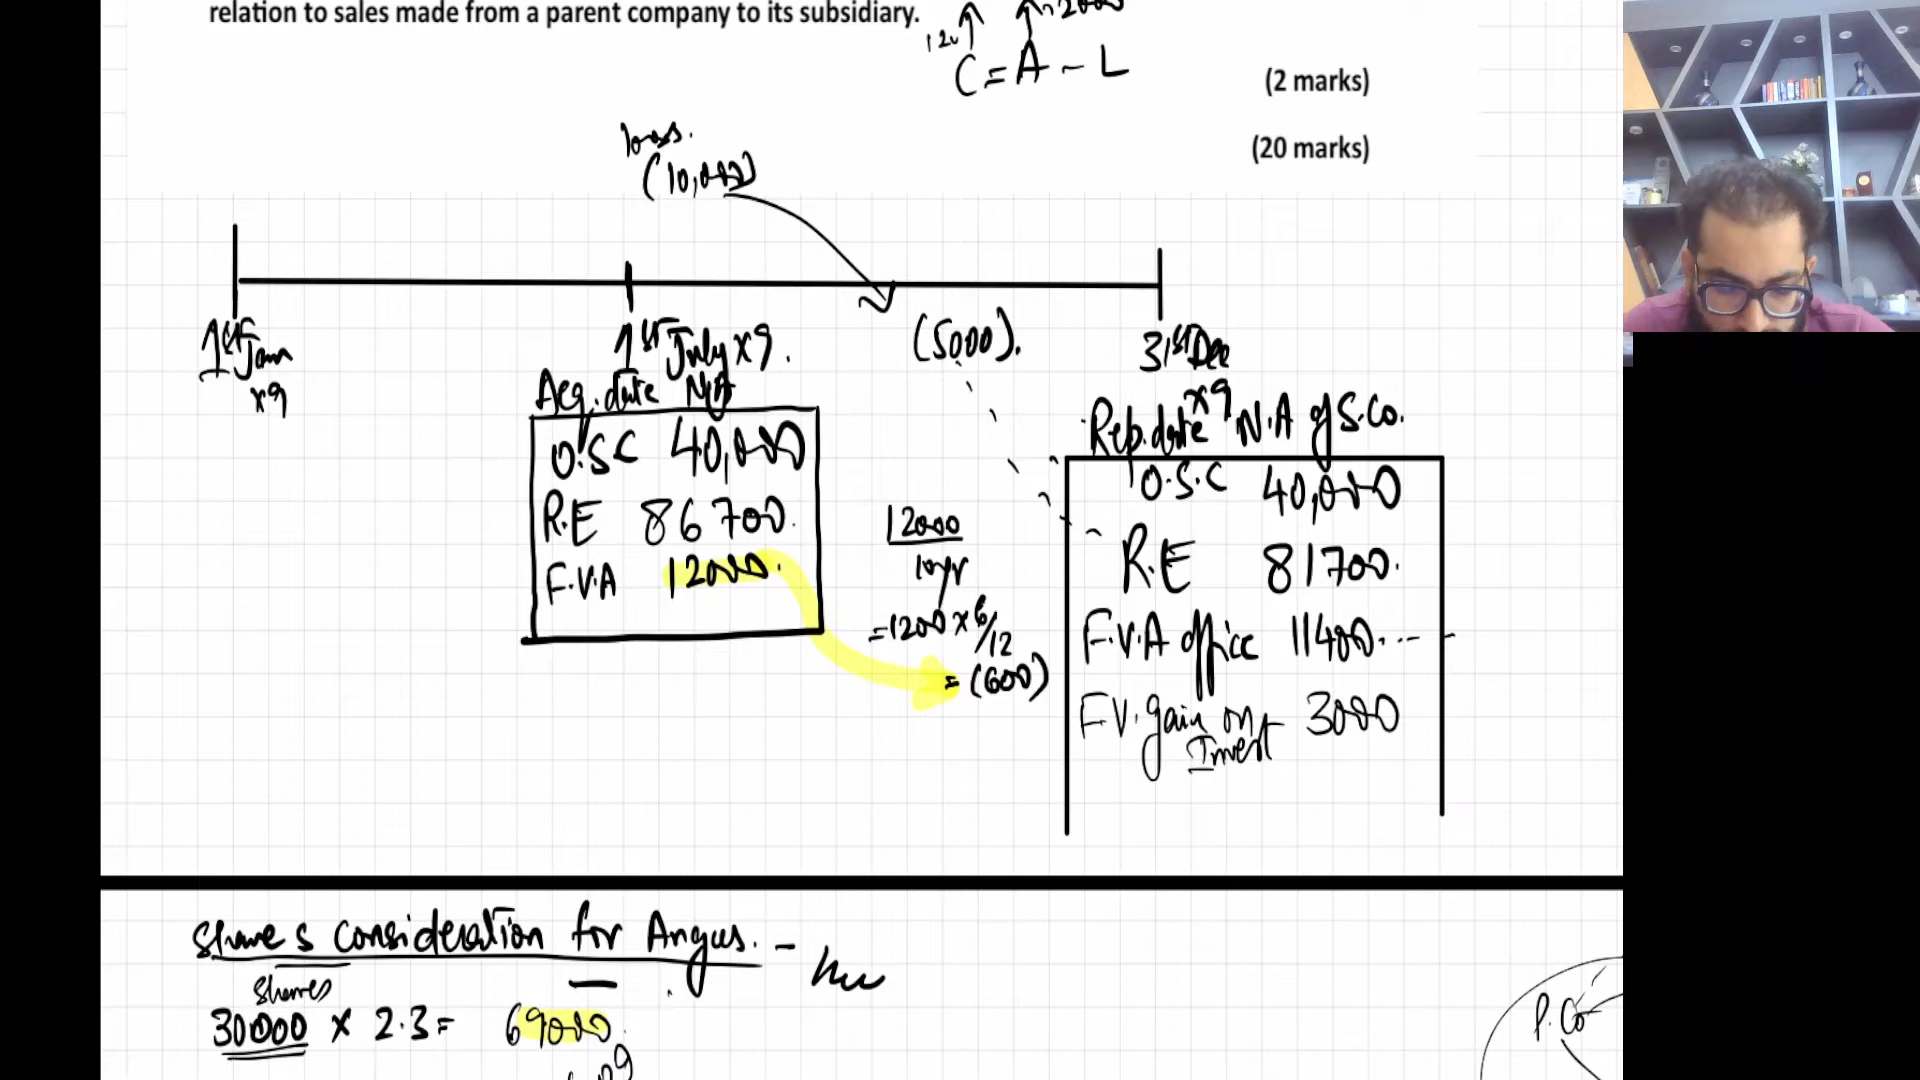 relation to sales made from a parent company to its subsidiary.
C = A - L
(2 marks)
loss.
(10,000)
(20 marks)
1st Jan
x9
1st July x9.
(5000).
31st Dec
x9
Acq. date N.A
O.S.C 40,000
R.E 86700.
F.V.A 12000.
12000
10yr
= 1200 x 6/12
= (600)
Rep. date N.A of S.Co.
O.S.C 40,000
R.E 81700.
F.V.A office 11400.
F.V. gain on Invest 3000
Shares consideration for Angus. -
Shares
30000 x 2.3 = 69000.
P.Co